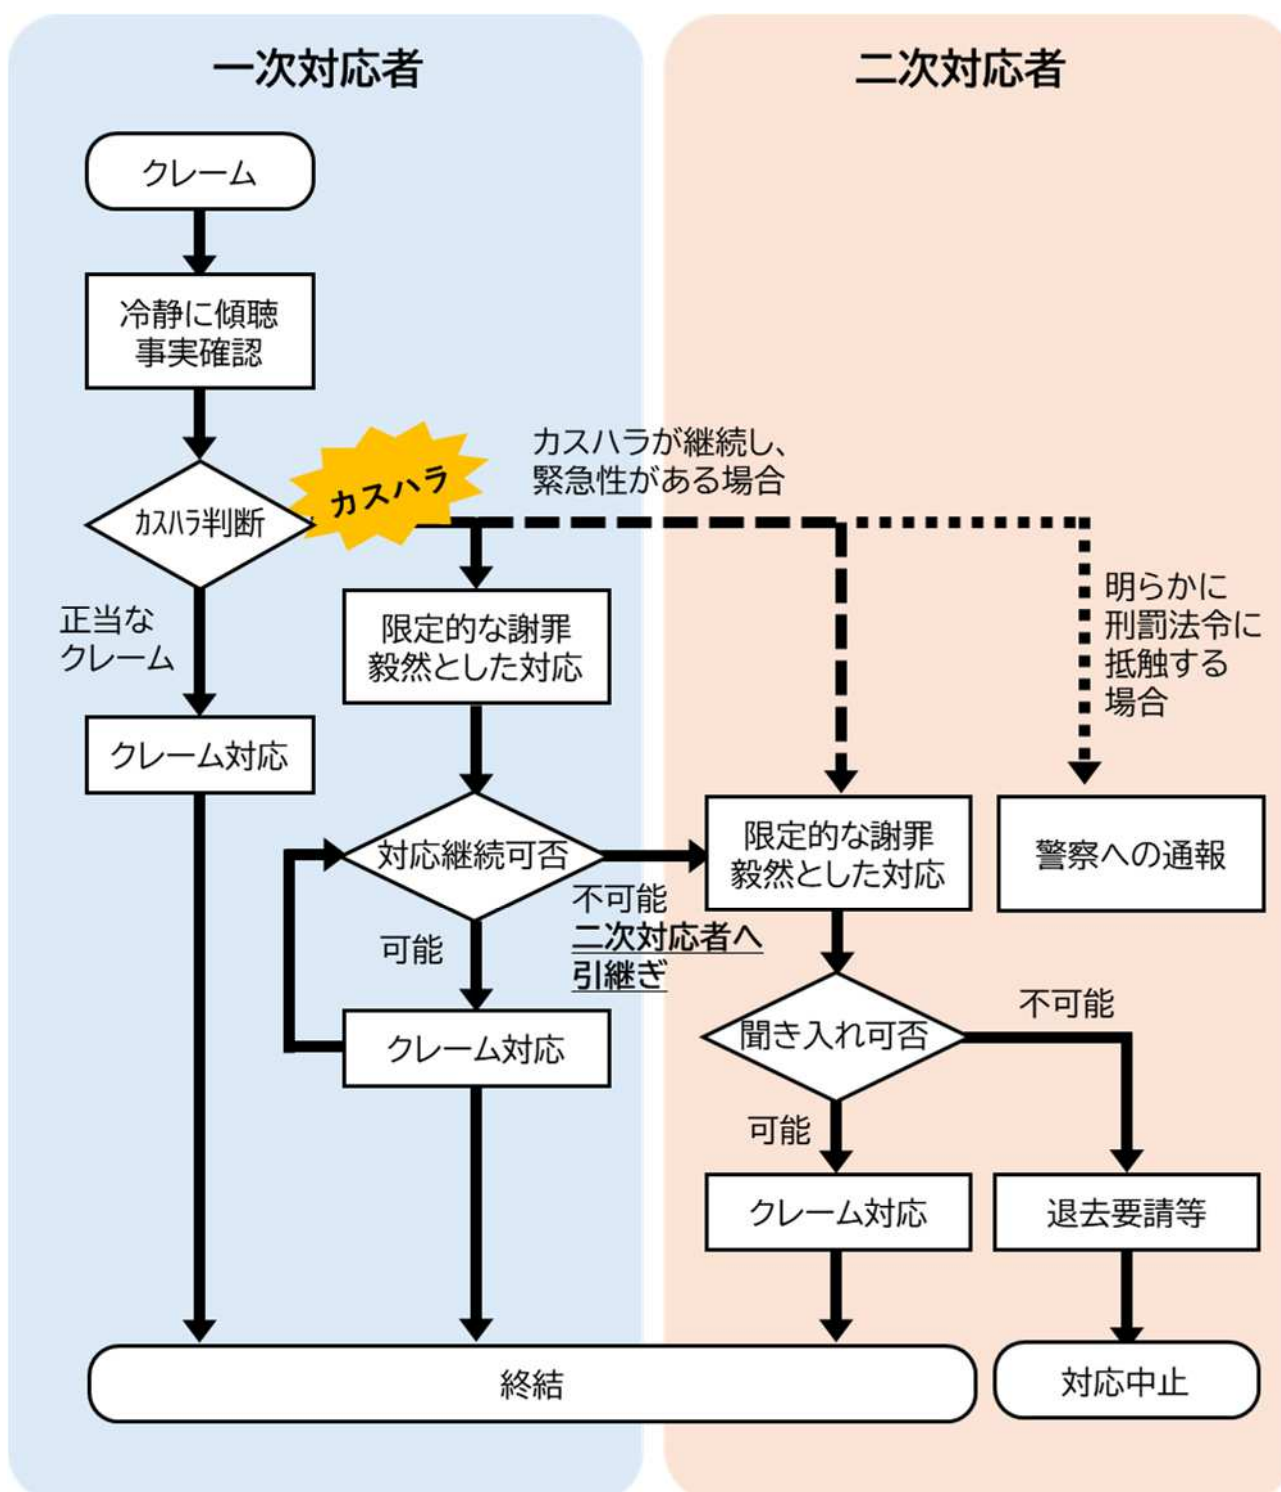 一次対応者
二次対応者
クレーム
冷静に傾聴
事実確認
カスハラ判断
カスハラ
カスハラが継続し、
緊急性がある場合
明らかに
刑罰法令に
抵触する
場合
正当な
クレーム
限定的な謝罪
毅然とした対応
クレーム対応
対応継続可否
不可能
二次対応者へ
引継ぎ
可能
クレーム対応
限定的な謝罪
毅然とした対応
警察への通報
聞き入れ可否
不可能
可能
クレーム対応
退去要請等
終結
対応中止